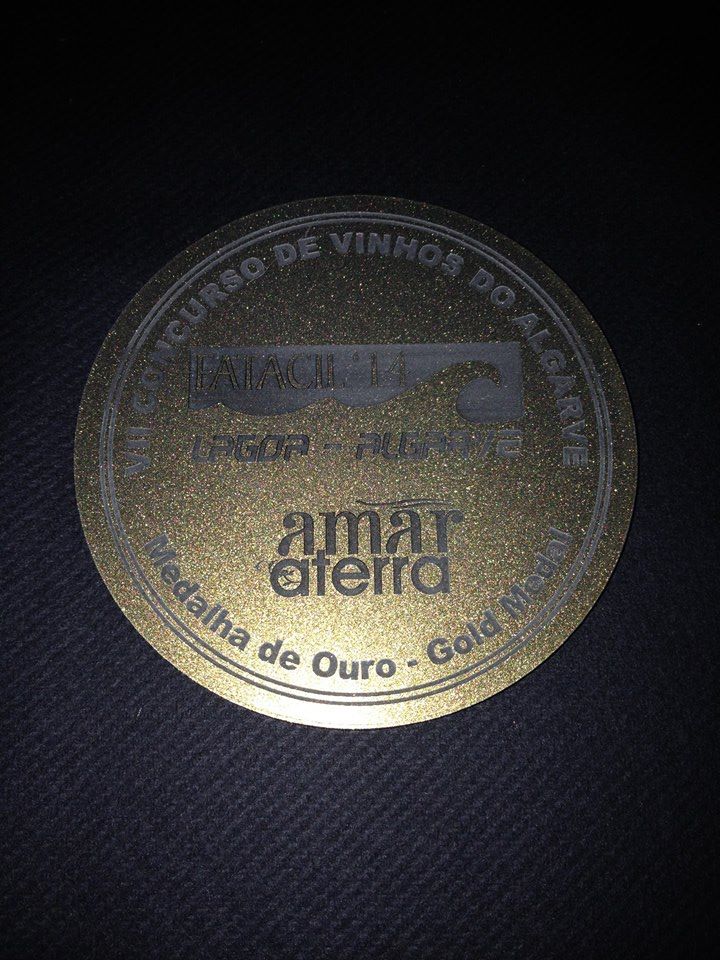 VII CONCURSO DE VINHOS DO ALGARVE
FATACIL '14
LAGOA - ALGARVE
amar
aterra
Medalha de Ouro - Gold Medal